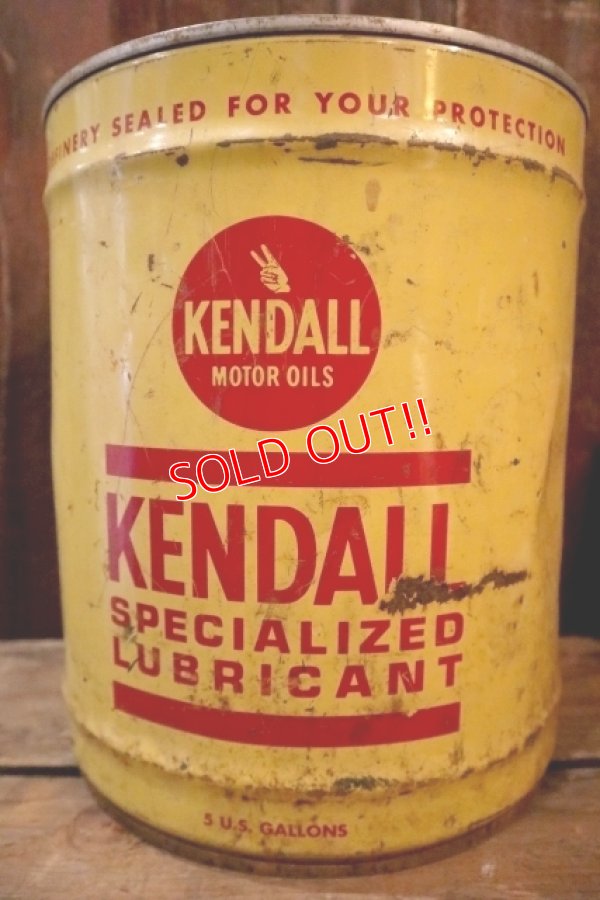 SEALED FOR YOUR PROTECTION
KENDALL
MOTOR OILS
SOLD OUT!!
KENDALL
SPECIALIZED
LUBRICANT
5 U.S. GALLONS